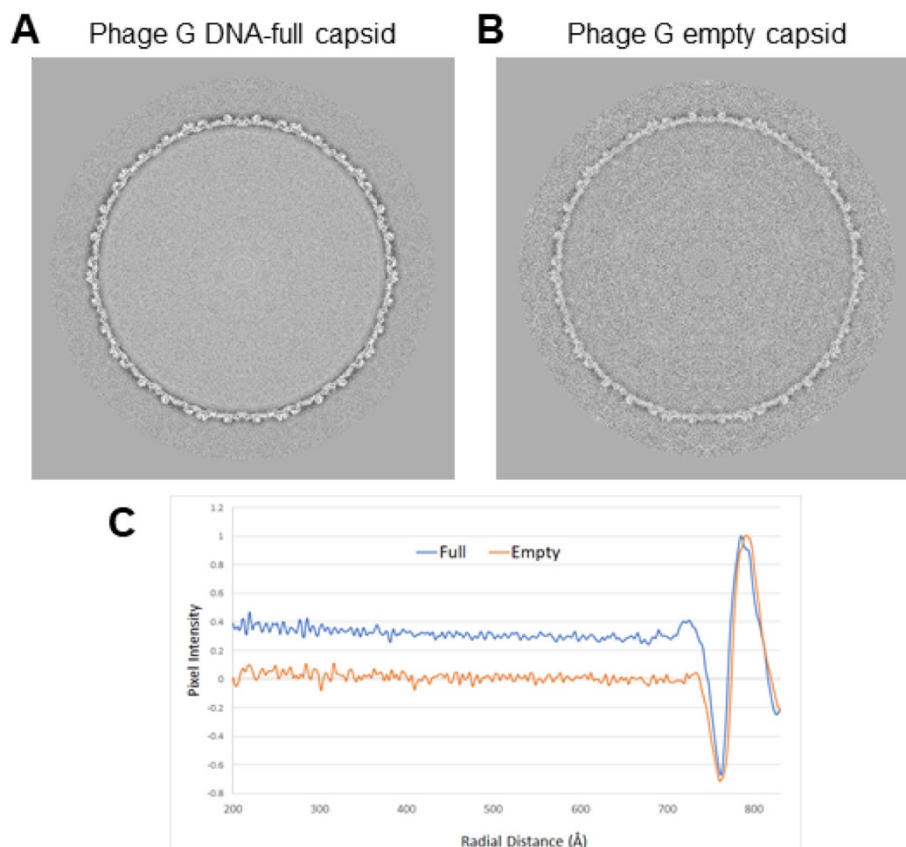 A Phage G DNA-full capsid
B Phage G empty capsid
C
1.2
1
0.8
0.6
0.4
0.2
0
-0.2
-0.4
-0.6
-0.8
Pixel Intensity
Full Empty
200 300 400 500 600 700 800
Radial Distance (Å)